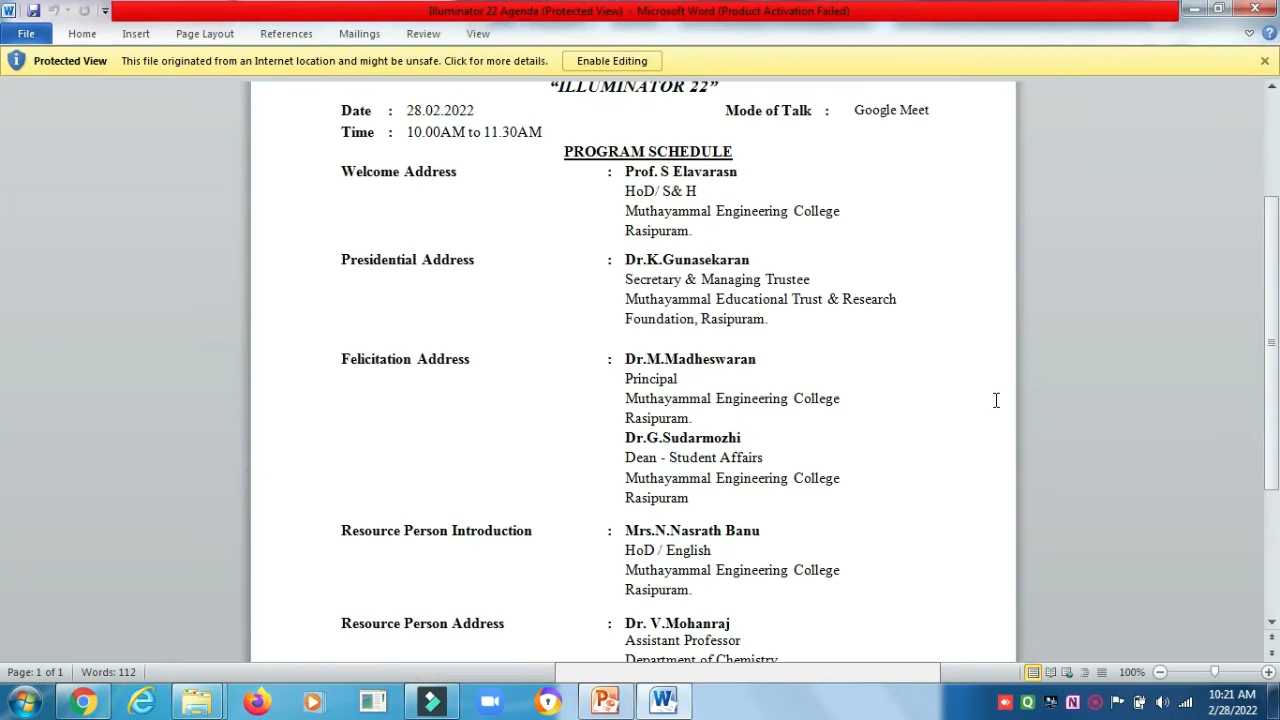 Illuminator 22 Agenda (Protected View) - Microsoft Word (Product Activation Failed)
File Home Insert Page Layout References Mailings Review View
Protected View This file originated from an Internet location and might be unsafe. Click for more details. Enable Editing
“ILLUMINATOR 22”
Date : 28.02.2022 Mode of Talk : Google Meet
Time : 10.00AM to 11.30AM
PROGRAM SCHEDULE
Welcome Address : Prof. S Elavarasn
HoD/ S& H
Muthayammal Engineering College
Rasipuram.
Presidential Address : Dr.K.Gunasekaran
Secretary & Managing Trustee
Muthayammal Educational Trust & Research
Foundation, Rasipuram.
Felicitation Address : Dr.M.Madheswaran
Principal
Muthayammal Engineering College
Rasipuram.
Dr.G.Sudarmozhi
Dean - Student Affairs
Muthayammal Engineering College
Rasipuram
Resource Person Introduction : Mrs.N.Nasrath Banu
HoD / English
Muthayammal Engineering College
Rasipuram.
Resource Person Address : Dr. V.Mohanraj
Assistant Professor
Department of Chemistry
Page: 1 of 1 Words: 112 100%
10:21 AM
2/28/2022